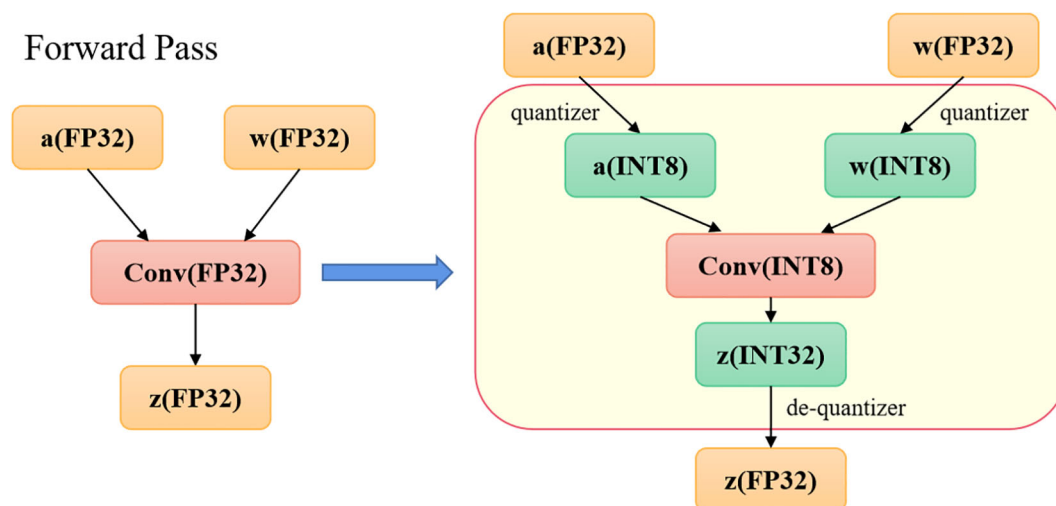 Forward Pass
a(FP32)
w(FP32)
Conv(FP32)
z(FP32)
a(FP32)
w(FP32)
quantizer
quantizer
a(INT8)
w(INT8)
Conv(INT8)
z(INT32)
de-quantizer
z(FP32)